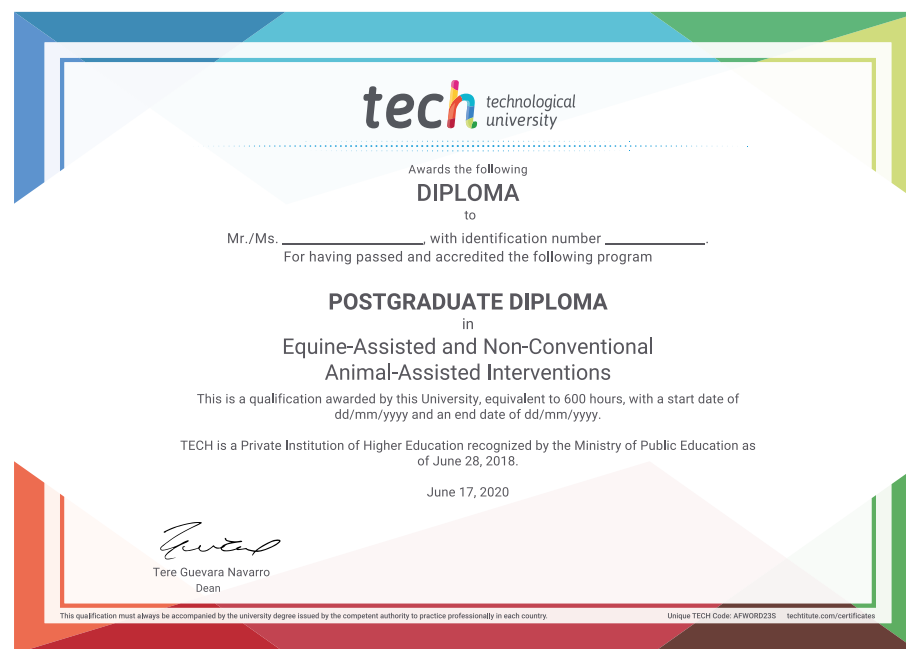 tech technological
university
Awards the following
DIPLOMA
to
Mr./Ms. ____________________, with identification number ______________.
For having passed and accredited the following program
POSTGRADUATE DIPLOMA
in
Equine-Assisted and Non-Conventional
Animal-Assisted Interventions
This is a qualification awarded by this University, equivalent to 600 hours, with a start date of
dd/mm/yyyy and an end date of dd/mm/yyyy.
TECH is a Private Institution of Higher Education recognized by the Ministry of Public Education as
of June 28, 2018.
June 17, 2020
Tere Guevara Navarro
Dean
This qualification must always be accompanied by the university degree issued by the competent authority to practice professionally in each country.
Unique TECH Code: AFWORD23S techtitute.com/certificates